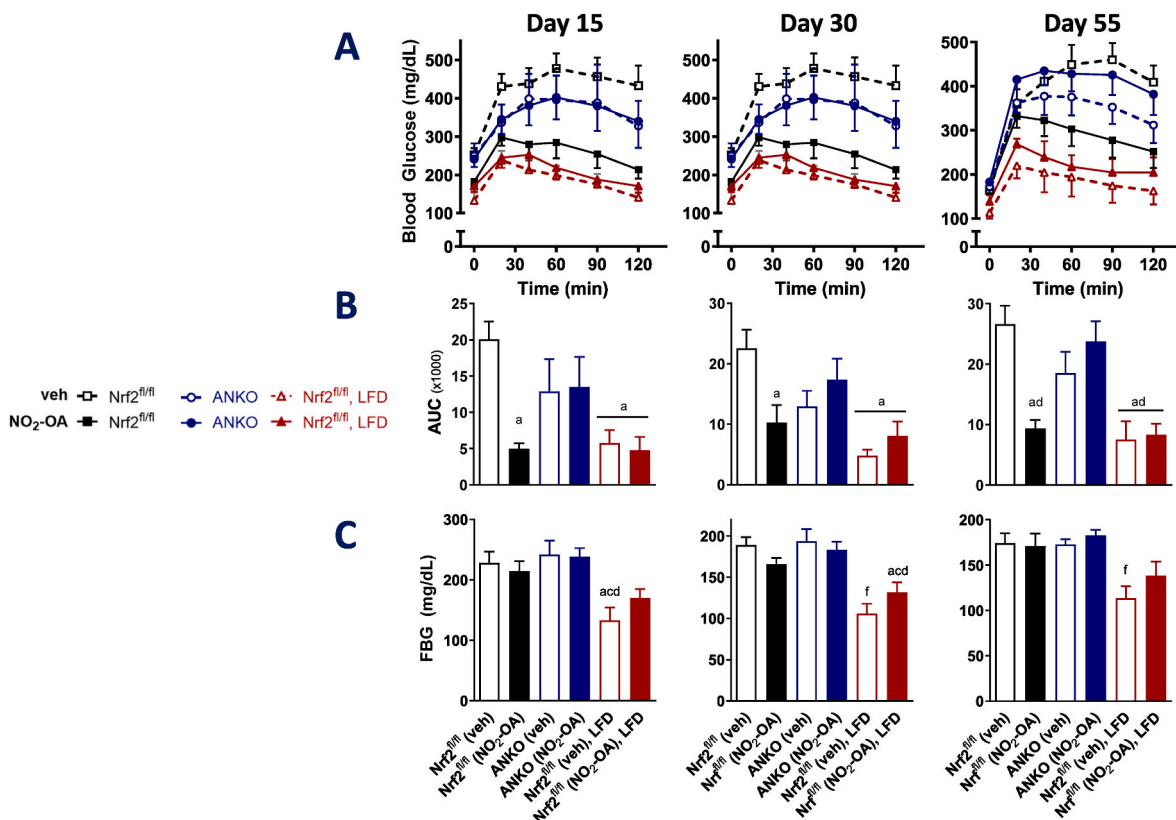 Day 15 Day 30 Day 55
A
Blood Glucose (mg/dL)
500
400
300
200
100
0
0 30 60 90 120
Time (min)
500
400
300
200
100
0
0 30 60 90 120
Time (min)
500
400
300
200
100
0
0 30 60 90 120
Time (min)
B
AUC (x1000)
25
20
15
10
5
0
a
a
30
20
10
0
a
a
30
20
10
0
ad
ad
veh Nrf2fl/fl ANKO Nrf2fl/fl, LFD
NO2-OA Nrf2fl/fl ANKO Nrf2fl/fl, LFD
C
FBG (mg/dL)
300
200
100
0
acd
200
150
100
50
0
f
acd
200
150
100
50
0
f
Nrf2fl/fl (veh)
Nrf2fl/fl (NO2-OA)
ANKO (veh)
ANKO (NO2-OA)
Nrf2fl/fl (veh), LFD
Nrf2fl/fl (NO2-OA), LFD
Nrf2fl/fl (veh)
Nrffl/fl (NO2-OA)
ANKO (veh)
ANKO (NO2-OA)
Nrf2fl/fl (veh), LFD
Nrffl/fl (NO2-OA), LFD
Nrf2fl/fl (veh)
Nrffl/fl (NO2-OA)
ANKO (veh)
ANKO (NO2-OA)
Nrf2fl/fl (veh), LFD
Nrffl/fl (NO2-OA), LFD